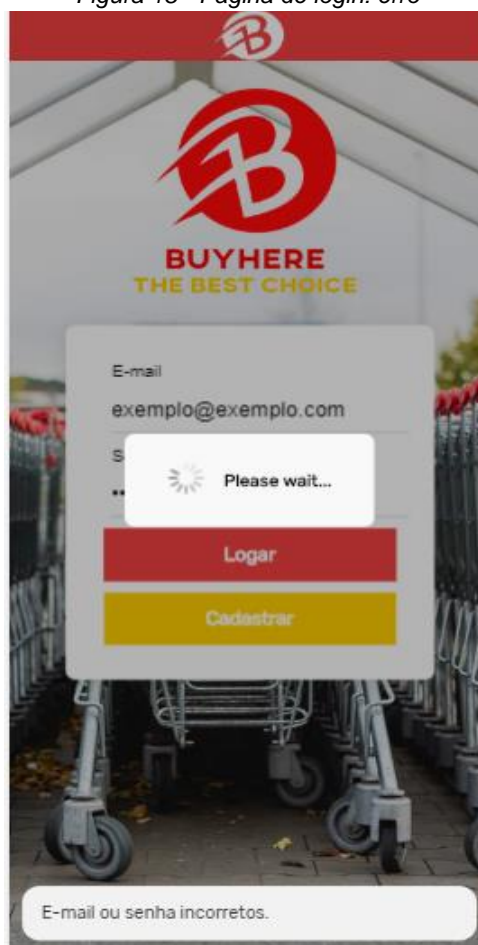 Figura - Página de login: erro
B
B
BUYHERE
THE BEST CHOICE
E-mail
exemplo@exemplo.com
S
Please wait...
Logar
Cadastrar
E-mail ou senha incorretos.